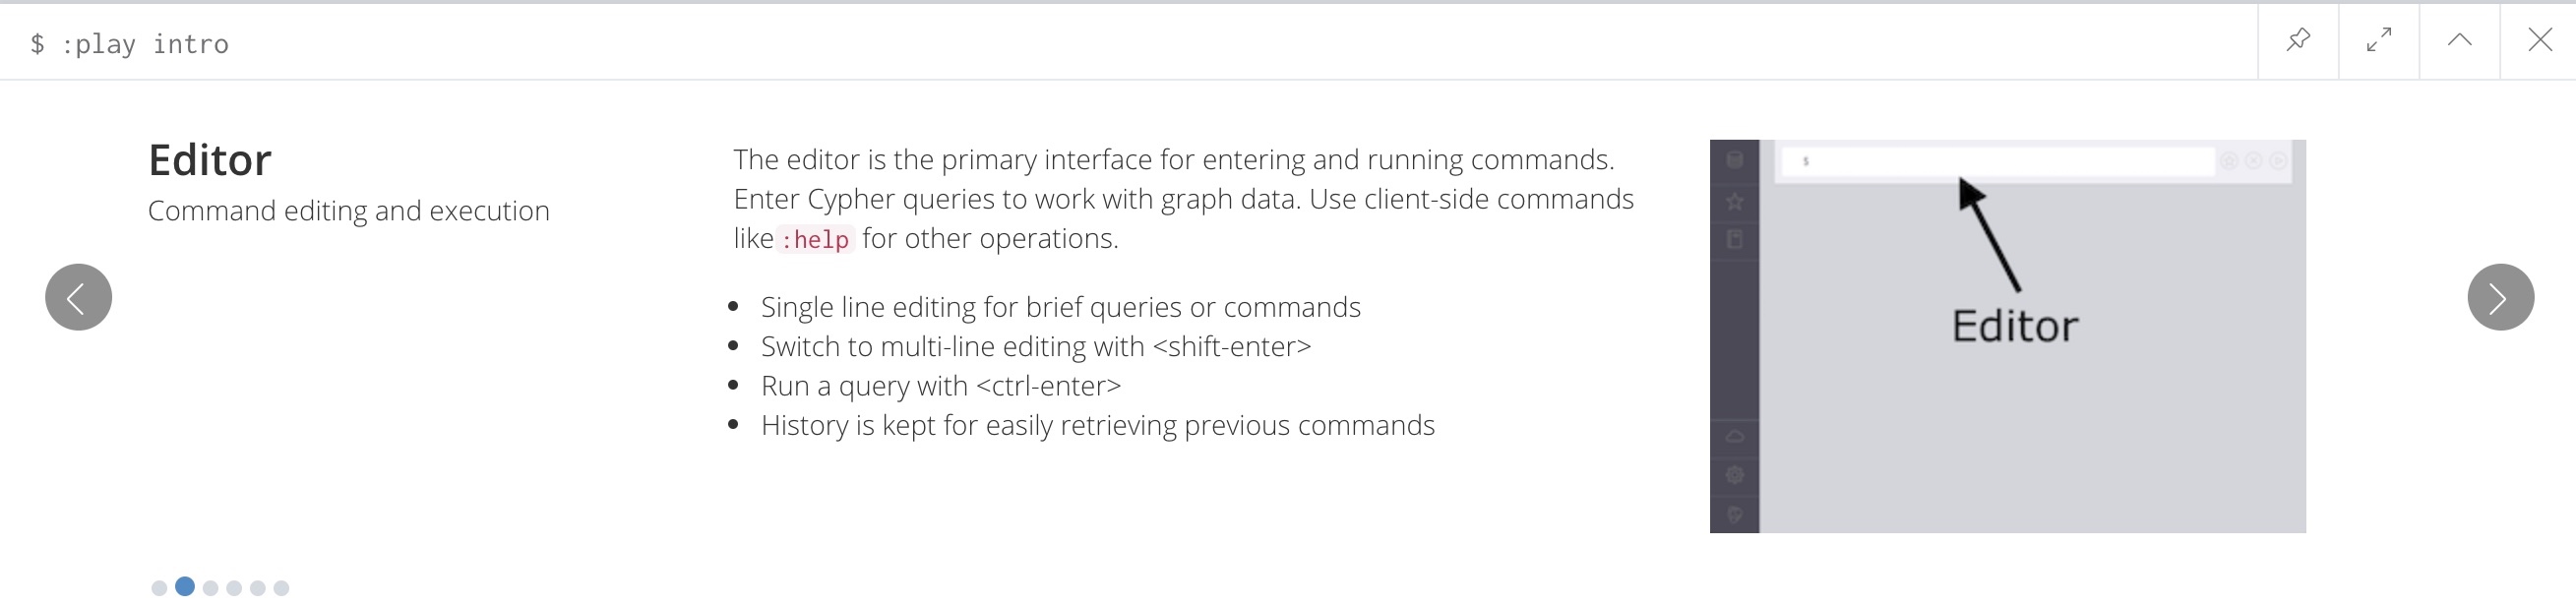 $ :play intro
Editor
Command editing and execution
The editor is the primary interface for entering and running commands.
Enter Cypher queries to work with graph data. Use client-side commands
like :help for other operations.
• Single line editing for brief queries or commands
• Switch to multi-line editing with <shift-enter>
• Run a query with <ctrl-enter>
• History is kept for easily retrieving previous commands
$
Editor